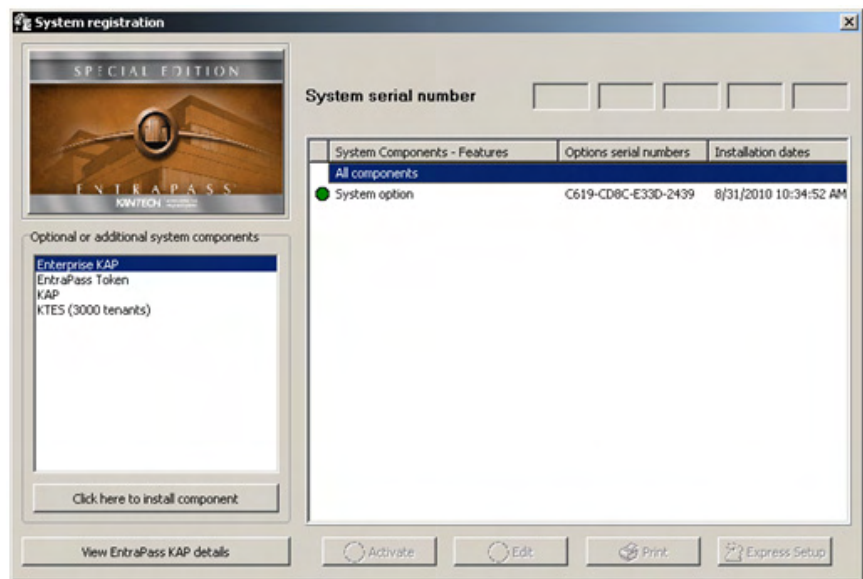 System registration
SPECIAL EDITION
ENTRAPASS
KANTECH
System serial number
System Components - Features Options serial numbers Installation dates
All components
System option C619-CD8C-E33D-2439 8/31/2010 10:34:52 AM
Optional or additional system components
Enterprise KAP
EntraPass Token
KAP
KTES (3000 tenants)
Click here to install component
View EntraPass KAP details
Activate
Edit
Print
Express Setup